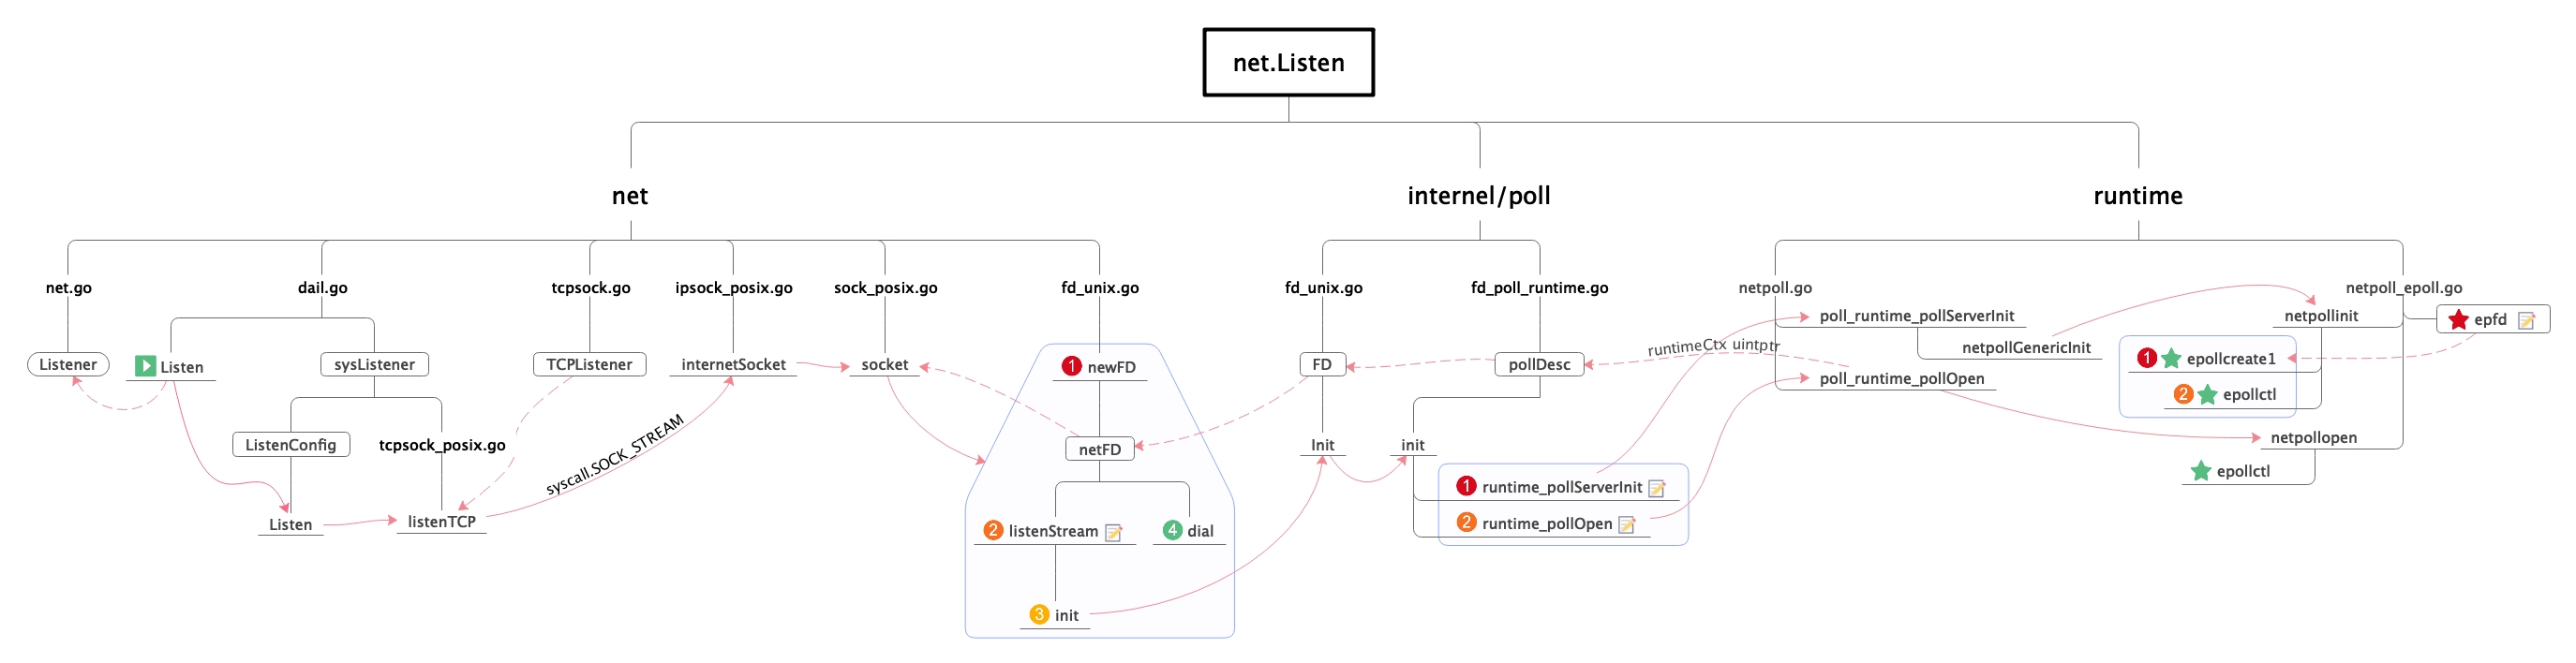 net.Listen
net
internel/poll
runtime
net.go
dail.go
tcpsock.go
ipsock_posix.go
sock_posix.go
fd_unix.go
fd_unix.go
fd_poll_runtime.go
netpoll.go
netpoll_epoll.go
poll_runtime_pollServerInit
netpollinit
epfd
netpollGenericInit
runtimeCtx uintptr
Listener
Listen
sysListener
TCPListener
internetSocket
socket
1 newFD
FD
pollDesc
poll_runtime_pollOpen
1 epollcreate1
2 epollctl
ListenConfig
tcpsock_posix.go
syscall.SOCK_STREAM
netFD
Init
init
netpollopen
epollctl
1 runtime_pollServerInit
2 runtime_pollOpen
Listen
listenTCP
2 listenStream
4 dial
3 init